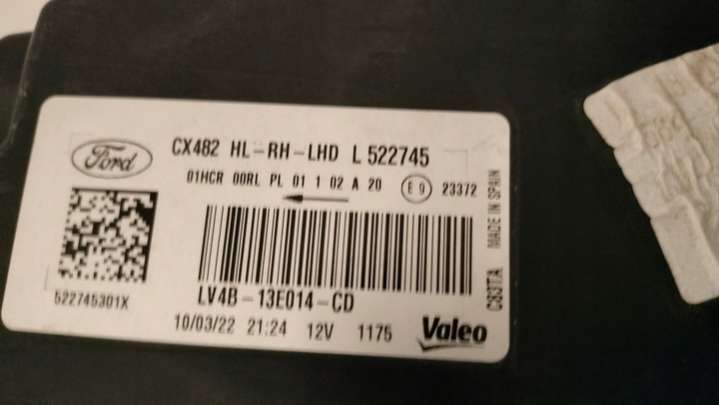 Ford
CX482 HL-RH-LHD L 522745
01HCR 00RL PL 01 1 02 A 20 E9 23372
522745301X
LV4B-13E014-CD
10/03/22 21:24 12V 1175 Valeo
C83TA MADE IN SPAIN